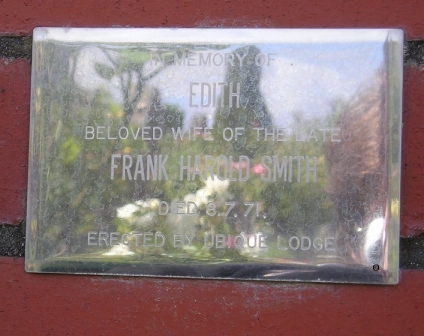 IN MEMORY OF
EDITH
BELOVED WIFE OF THE LATE
FRANK HAROLD SMITH
DIED 8.7.71.
ERECTED BY UBIQUE LODGE